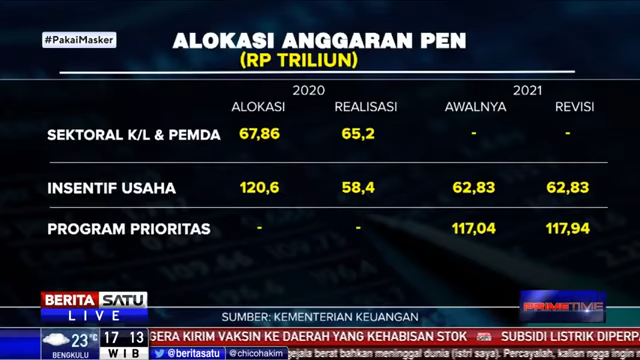 #PakaiMasker
ALOKASI ANGGARAN PEN
(RP TRILIUN)
2020 2021
ALOKASI REALISASI AWALNYA REVISI
SEKTORAL K/L & PEMDA 67,86 65,2 - -
INSENTIF USAHA 120,6 58,4 62,83 62,83
PROGRAM PRIORITAS - - 117,04 117,94
BERITA SATU
LIVE
PRIMETIME
SUMBER: KEMENTERIAN KEUANGAN
23°C
BENGKULU
17 13
WIB
GERA KIRIM VAKSIN KE DAERAH YANG KEHABISAN STOK SUBSIDI LISTRIK DIPERP
@beritasatu @chicohakim ejala berat bahkan meninggal dunia (istri saya). Percayalah, kalian ngga ingin